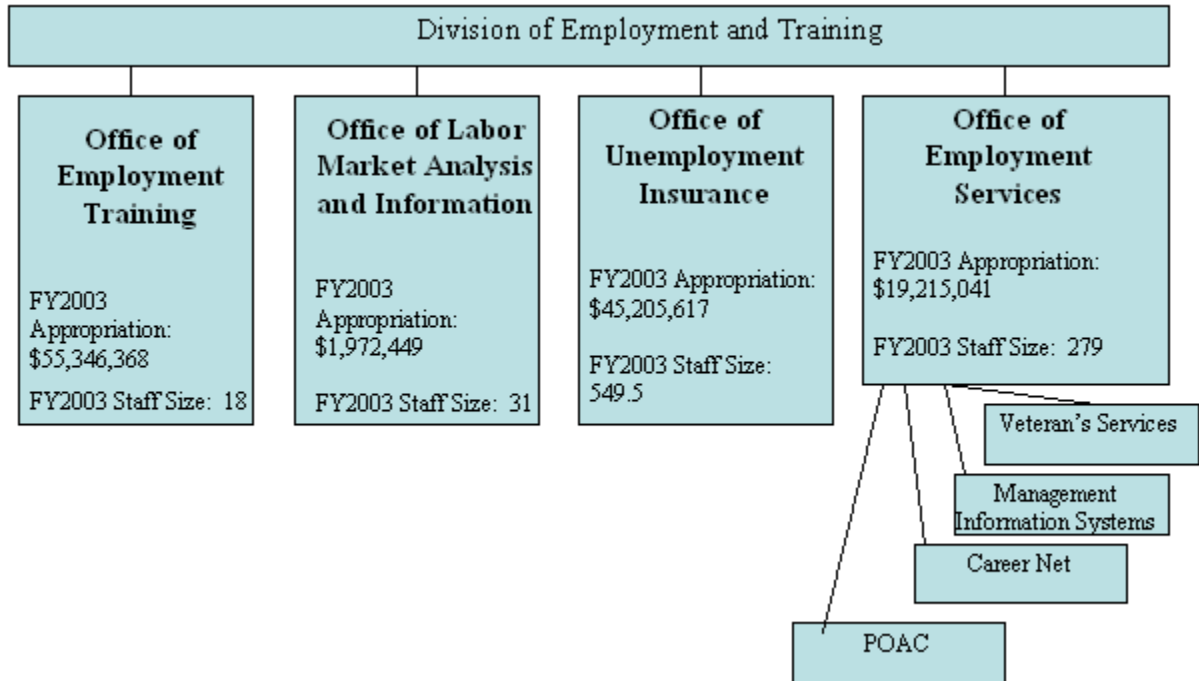 Division of Employment and Training
Office of
Employment
Training
FY2003
Appropriation:
$55,346,368
FY2003 Staff Size: 18
Office of Labor
Market Analysis
and Information
FY2003
Appropriation:
$1,972,449
FY2003 Staff Size: 31
Office of
Unemployment
Insurance
FY2003 Appropriation:
$45,205,617
FY2003 Staff Size:
549.5
Office of
Employment
Services
FY2003 Appropriation:
$19,215,041
FY2003 Staff Size: 279
Veteran's Services
Management
Information Systems
Career Net
POAC